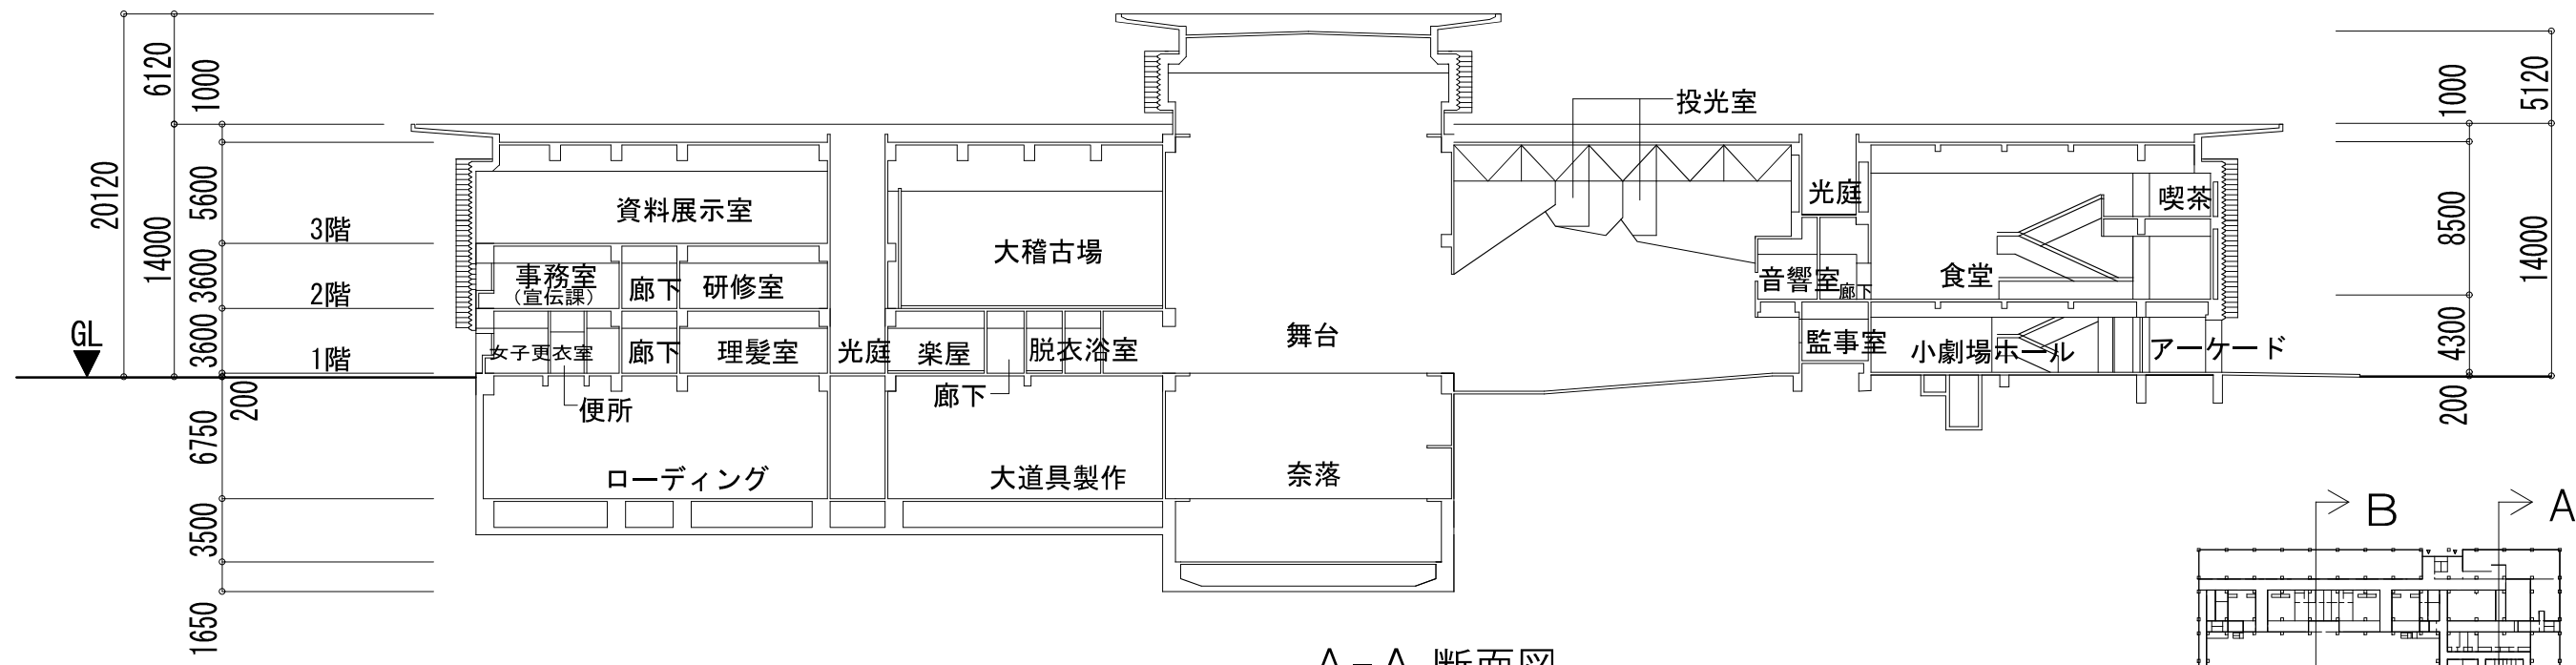 20120
6120
14000
1000
5600
3600
3600
200
6750
3500
1650
GL
3階
2階
1階
投光室
光庭
喫茶
資料展示室
大稽古場
事務室
(宣伝課)
廊下
研修室
音響室
廊下
食堂
舞台
女子更衣室
廊下
理髪室
光庭
楽屋
脱衣浴室
監事室
小劇場ホール
アーケード
便所
廊下
ローディング
大道具製作
奈落
1000
8500
4300
200
5120
14000
B
A
A-A 断面図